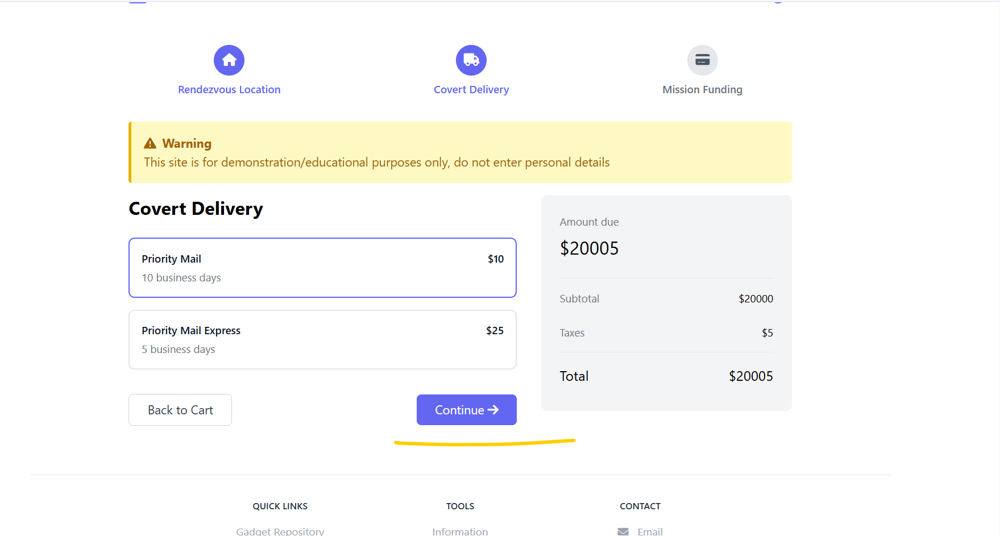 Rendezvous Location
Covert Delivery
Mission Funding
Warning
This site is for demonstration/educational purposes only, do not enter personal details
Covert Delivery
Priority Mail $10
10 business days
Priority Mail Express $25
5 business days
Back to Cart
Continue
Amount due
$20005
Subtotal $20000
Taxes $5
Total $20005
QUICK LINKS
Gadget Repository
TOOLS
Information
CONTACT
Email